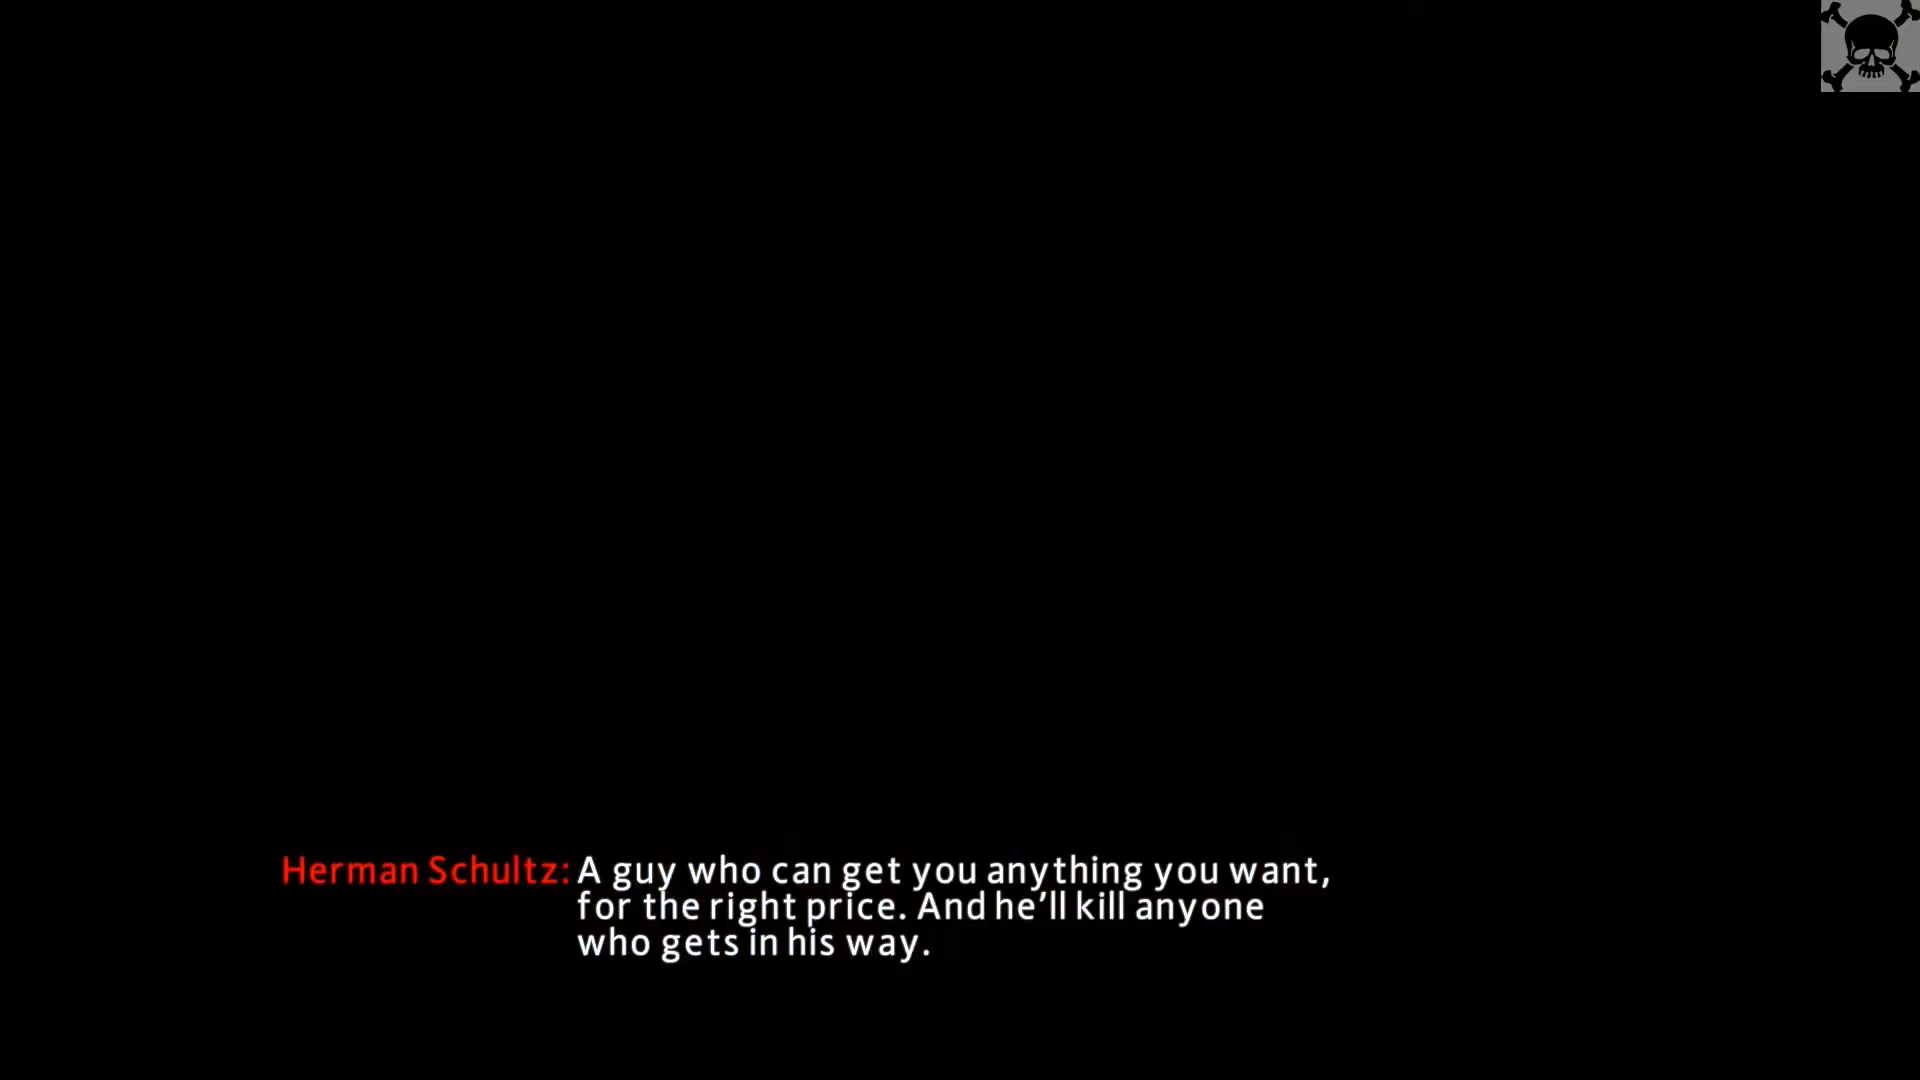 Herman Schultz: A guy who can get you anything you want,
for the right price. And he’ll kill anyone
who gets in his way.